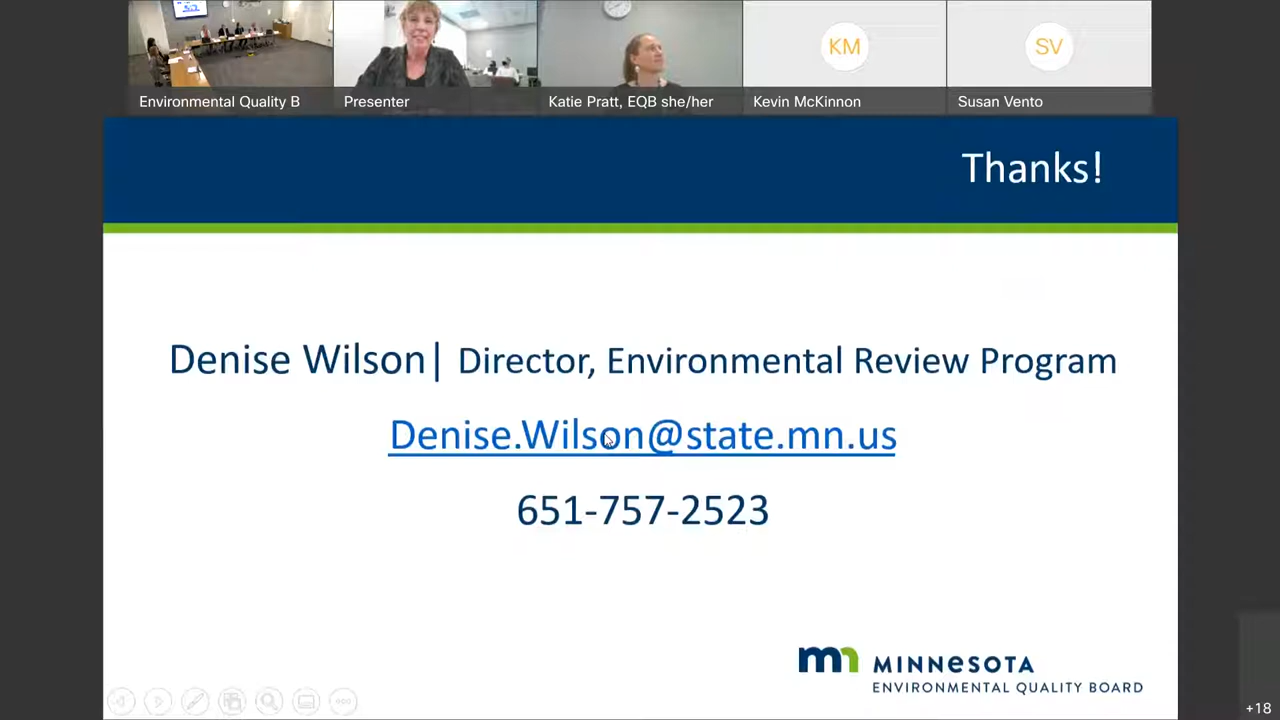 KM
SV
Environmental Quality B
Presenter
Katie Pratt, EQB she/her
Kevin McKinnon
Susan Vento
Thanks!
Denise Wilson| Director, Environmental Review Program
Denise.Wilson@state.mn.us
651-757-2523
mn MINNESOTA
ENVIRONMENTAL QUALITY BOARD
+18